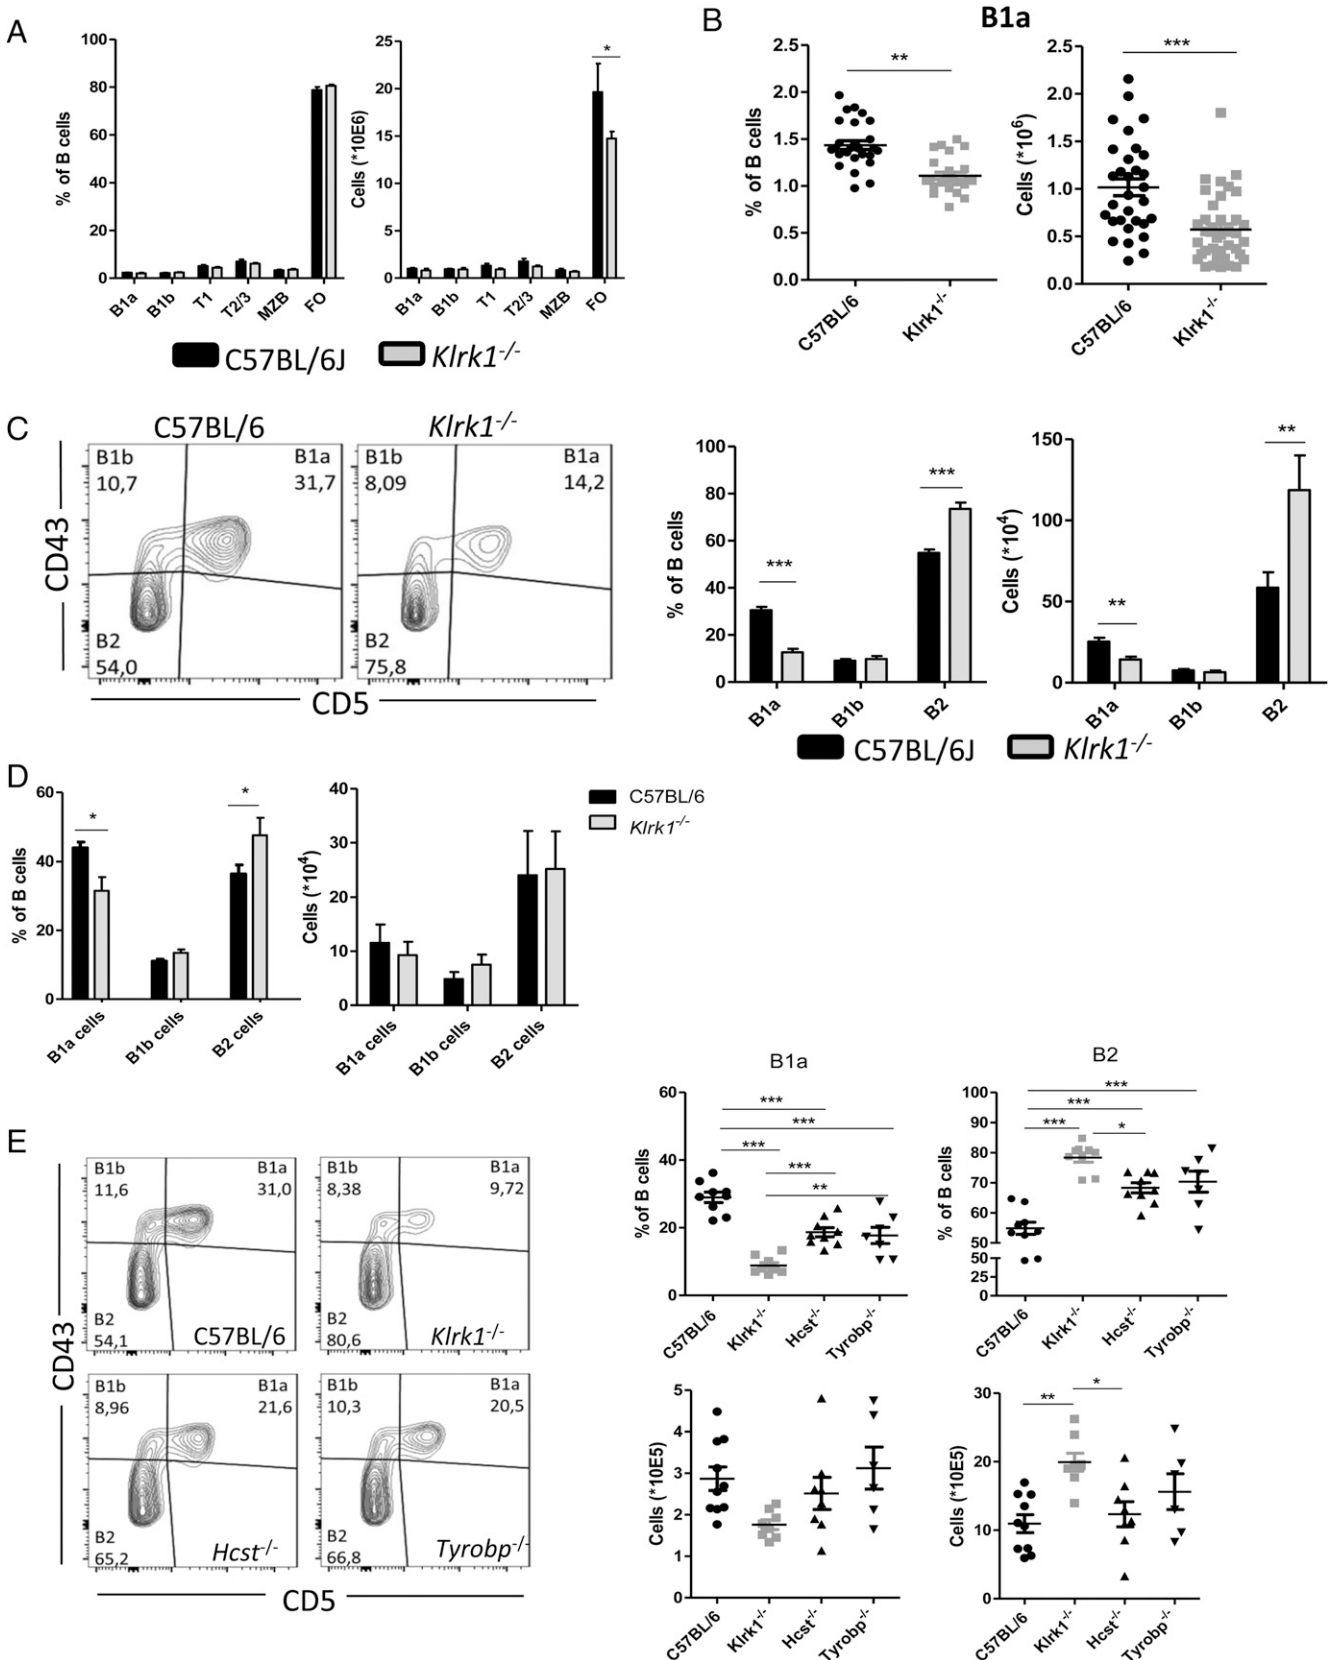 A
100
80
60
40
20
0
% of B cells
B1a
B1b
T1
T2/3
MZB
FO
25
20
15
10
5
0
Cells (*10E6)
*
B1a
B1b
T1
T2/3
MZB
FO
C57BL/6J
Klrk1-/-
B
B1a
2.5
2.0
1.5
1.0
0.5
0.0
% of B cells
**
C57BL/6
Klrk1-/-
2.5
2.0
1.5
1.0
0.5
0.0
Cells (*10⁶)
***
C57BL/6
Klrk1-/-
C
C57BL/6
Klrk1-/-
B1b
10,7
B1a
31,7
B2
54,0
B1b
8,09
B1a
14,2
B2
75,8
CD43
CD5
100
80
60
40
20
0
% of B cells
***
***
B1a
B1b
B2
150
100
50
0
Cells (*10⁴)
**
**
B1a
B1b
B2
C57BL/6J
Klrk1-/-
D
60
40
20
0
% of B cells
*
*
B1a cells
B1b cells
B2 cells
40
30
20
10
0
Cells (*10⁴)
B1a cells
B1b cells
B2 cells
C57BL/6
Klrk1-/-
E
B1b
11,6
B1a
31,0
B2
54,1
C57BL/6
B1b
8,38
B1a
9,72
B2
80,6
Klrk1-/-
B1b
8,96
B1a
21,6
B2
65,2
Hcst-/-
B1b
10,3
B1a
20,5
B2
66,8
Tyrobp-/-
CD43
CD5
B1a
60
40
20
0
%of B cells
***
***
***
***
**
C57BL/6
Klrk1-/-
Hcst-/-
Tyrobp-/-
B2
100
90
80
70
60
50
50
25
0
% of B cells
***
***
***
*
C57BL/6
Klrk1-/-
Hcst-/-
Tyrobp-/-
5
4
3
2
1
0
Cells (*10E5)
C57BL/6
Klrk1-/-
Hcst-/-
Tyrobp-/-
30
20
10
0
Cells (*10E5)
**
*
C57BL/6
Klrk1-/-
Hcst-/-
Tyrobp-/-